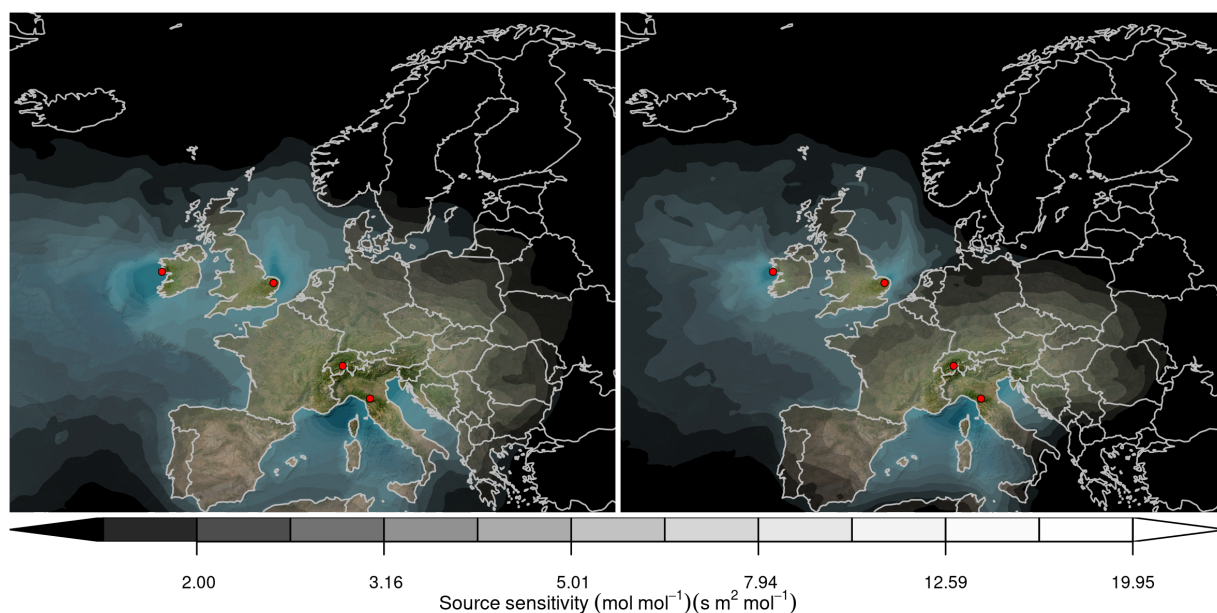 2.00 3.16 5.01 7.94 12.59 19.95
Source sensitivity (mol mol⁻¹)(s m² mol⁻¹)